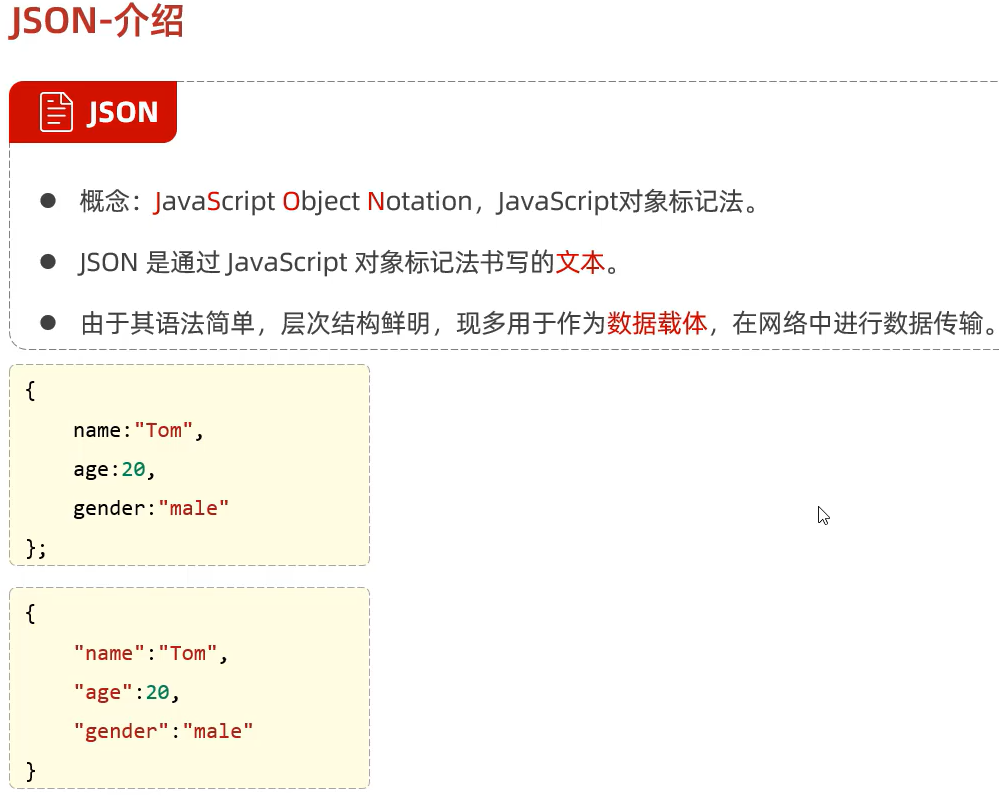 JSON-介绍
JSON
概念：JavaScript Object Notation，JavaScript对象标记法。
JSON 是通过 JavaScript 对象标记法书写的文本。
由于其语法简单，层次结构鲜明，现多用于作为数据载体，在网络中进行数据传输。
{
name:"Tom",
age:20,
gender:"male"
};
{
"name":"Tom",
"age":20,
"gender":"male"
}